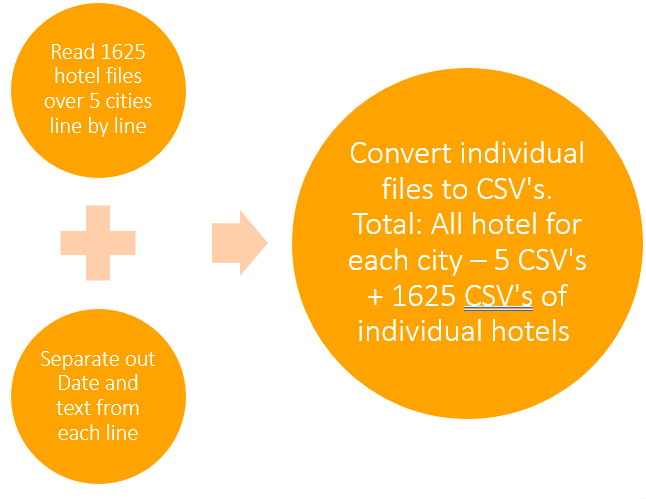 Read 1625
hotel files
over 5 cities
line by line
Separate out
Date and
text from
each line
Convert individual
files to CSV's.
Total: All hotel for
each city – 5 CSV's
+ 1625 CSV's of
individual hotels